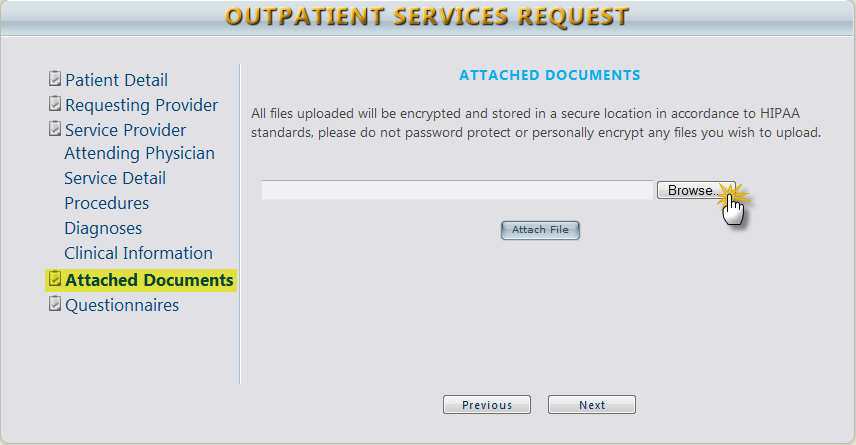 OUTPATIENT SERVICES REQUEST
Patient Detail
Requesting Provider
Service Provider
Attending Physician
Service Detail
Procedures
Diagnoses
Clinical Information
Attached Documents
Questionnaires
ATTACHED DOCUMENTS
All files uploaded will be encrypted and stored in a secure location in accordance to HIPAA
standards, please do not password protect or personally encrypt any files you wish to upload.
Browse..
Attach File
Previous
Next